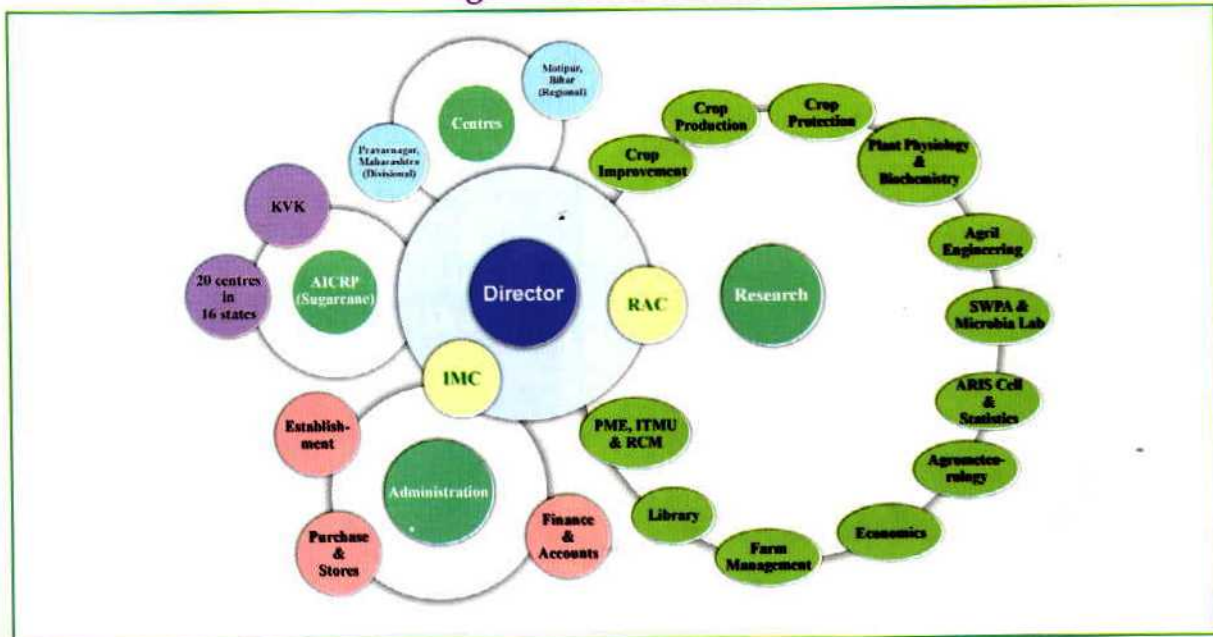 Motipur,
Bihar
(Regional)
Centres
Pravarnagar,
Maharashtra
(Divisional)
KVK
20 centres
in
16 states
AICRP
(Sugarcane)
Director
RAC
IMC
Research
Crop
Improvement
Crop
Production
Crop
Protection
Plant Physiology
&
Biochemistry
Agril
Engineering
SWPA &
Microbia Lab
ARIS Cell
&
Statistics
Agrometeo-
rology
Economics
Farm
Management
Library
PME, ITMU
& RCM
Establish-
ment
Administration
Purchase
&
Stores
Finance
&
Accounts